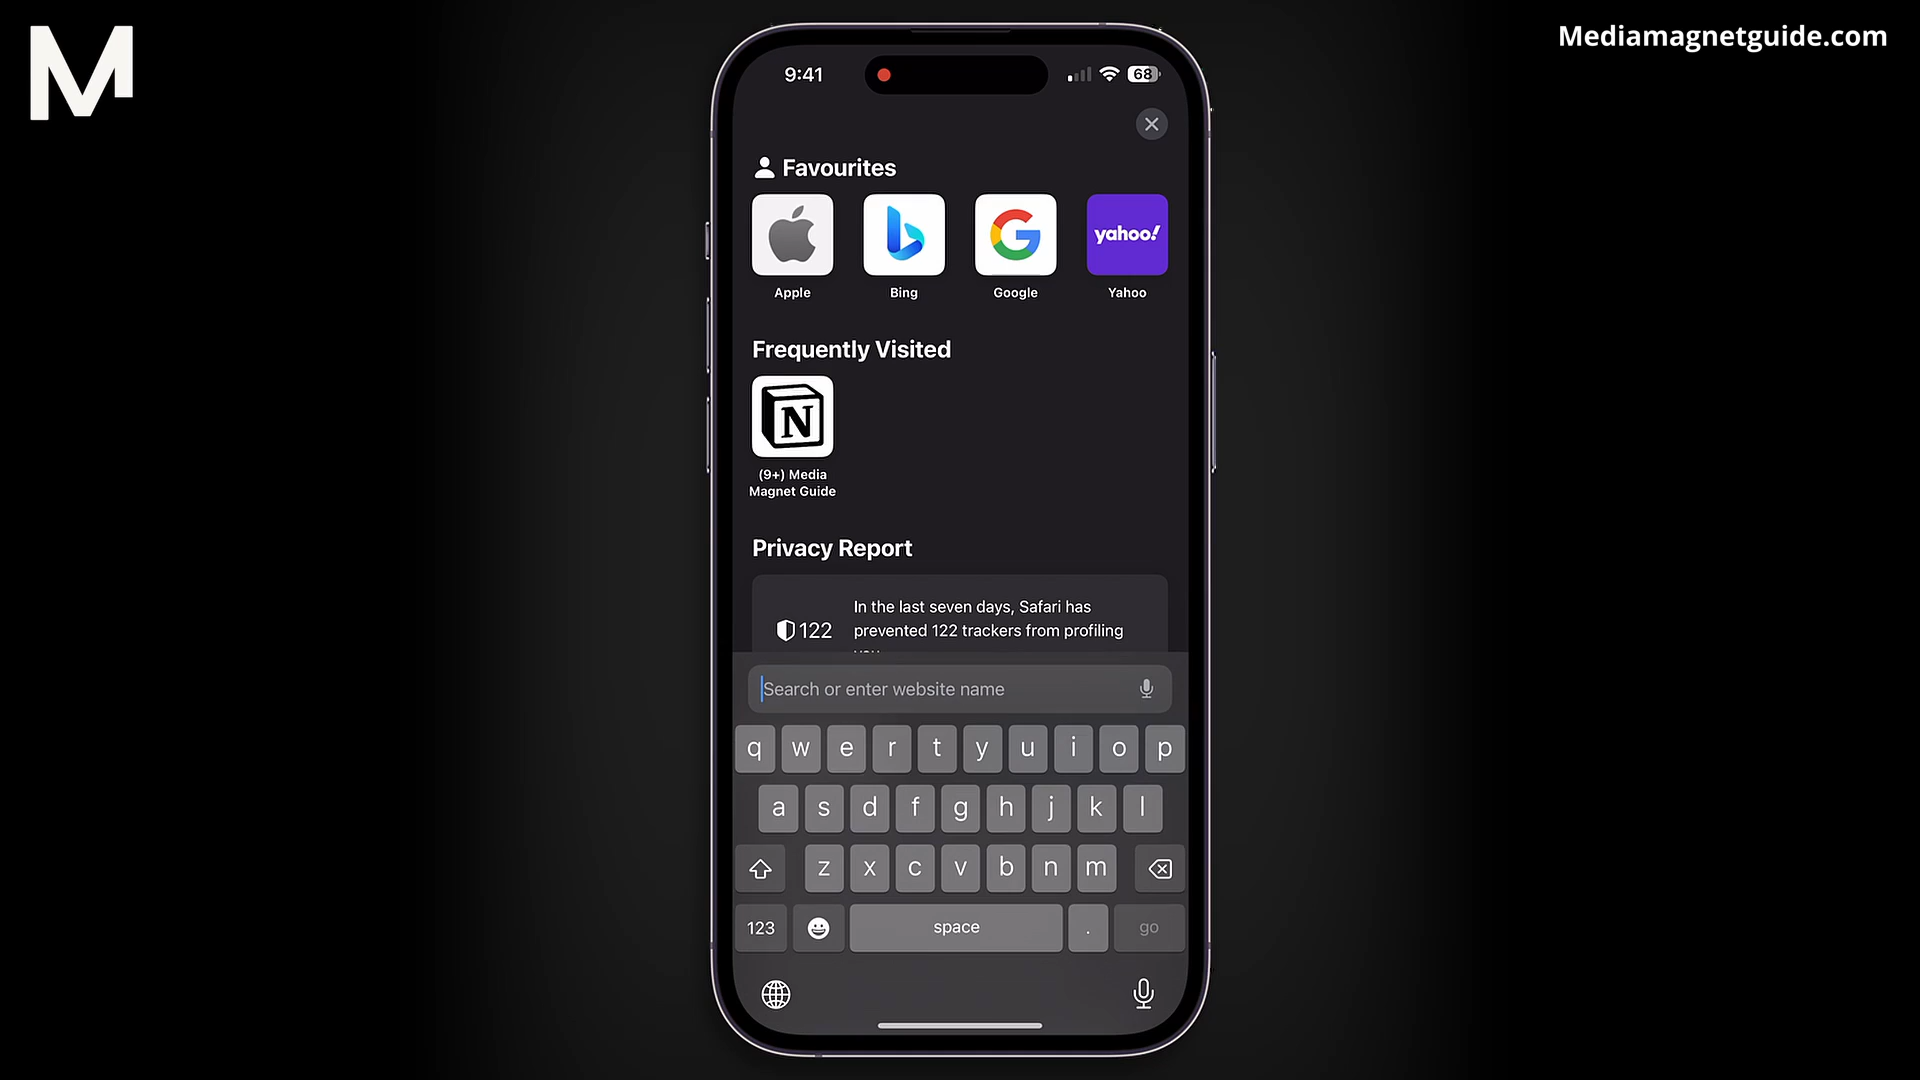 M
Mediamagnetguide.com
9:41
68
Favourites
yahoo!
Apple
Bing
Google
Yahoo
Frequently Visited
N
(9+) Media
Magnet Guide
Privacy Report
In the last seven days, Safari has
122
prevented 122 trackers from profiling
Search or enter website name
q w e r t y u i o p
a s d f g h j k l
z x c v b n m
123
space
.
go